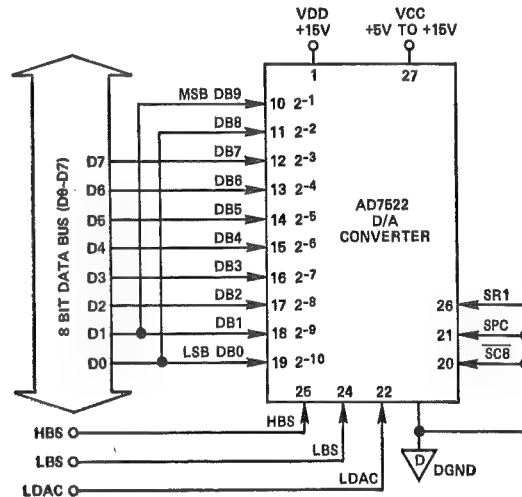 VDD
+15V
VCC
+5V TO +15V
1
27
MSB DB9
10 2-1
DB8
11 2-2
D7
DB7
12 2-3
D6
DB6
13 2-4
D5
DB5
14 2-5
D4
DB4
15 2-6
D3
DB3
16 2-7
D2
DB2
17 2-8
D1
DB1
18 2-9
D0
LSB DB0
19 2-10
8 BIT DATA BUS (D0-D7)
AD7522
D/A
CONVERTER
26
SR1
21
SPC
20
SC8
25
24
22
HBS
HBS
LBS
LBS
LDAC
LDAC
D
DGND